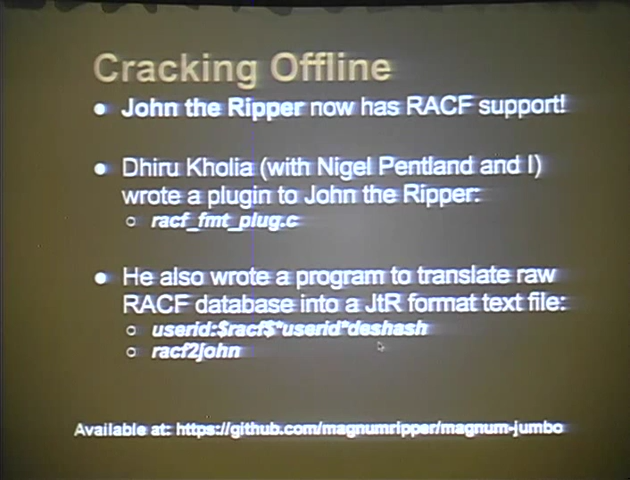 Cracking Offline
● John the Ripper now has RACF support!
● Dhiru Kholia (with Nigel Pentland and I)
wrote a plugin to John the Ripper:
○ racf_fmt_plug.c
● He also wrote a program to translate raw
RACF database into a JtR format text file:
○ userid:$racf$*userid*deshash
○ racf2john
Available at: https://github.com/magnumripper/magnum-jumbo